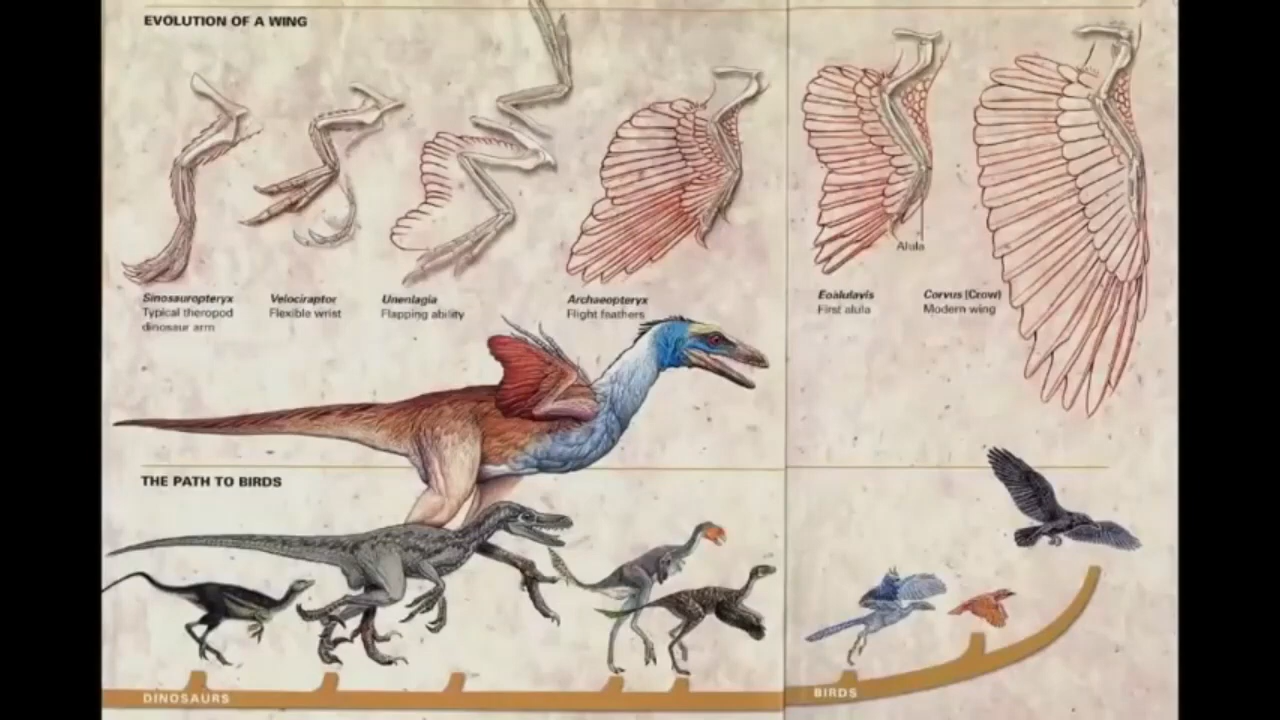 EVOLUTION OF A WING
Alula
Sinosauropteryx
Typical theropod
dinosaur arm
Velociraptor
Flexible wrist
Unenlagia
Flapping ability
Archaeopteryx
Flight feathers
Eoalulavis
First alula
Corvus (Crow)
Modern wing
THE PATH TO BIRDS
DINOSAURS
BIRDS